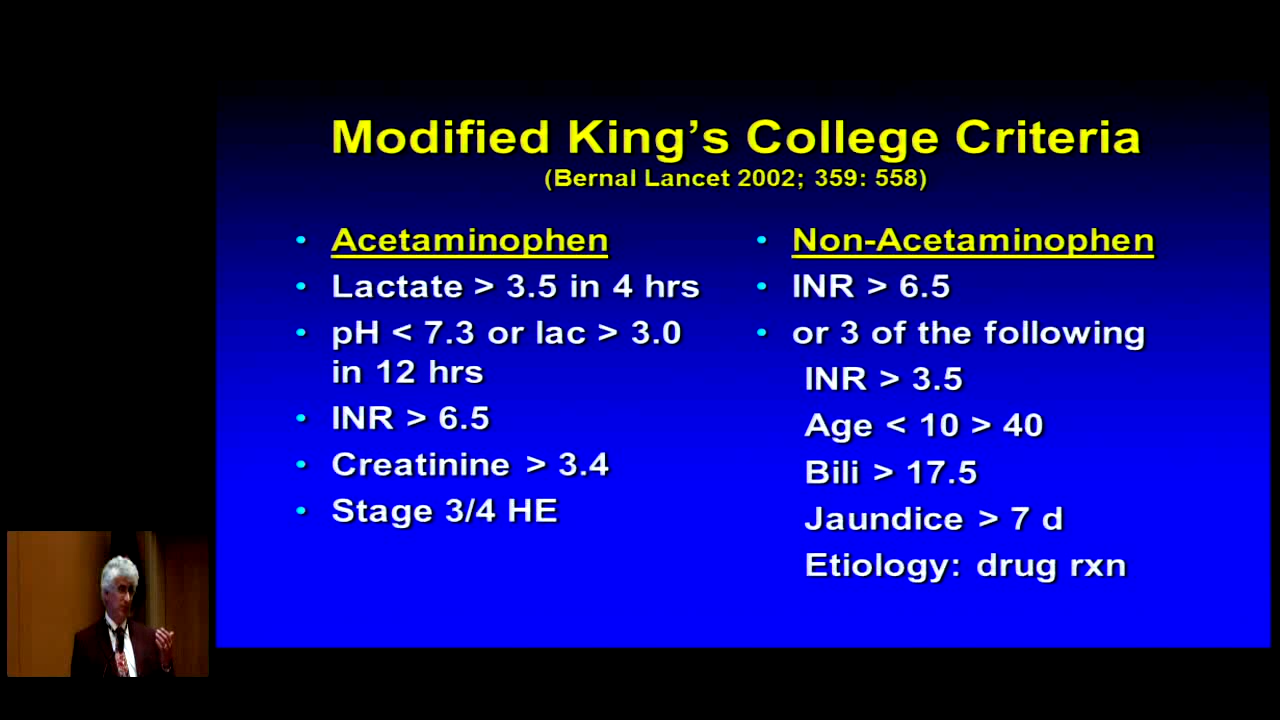 Modified King's College Criteria
(Bernal Lancet 2002; 359: 558)
• Acetaminophen
• Lactate > 3.5 in 4 hrs
• pH < 7.3 or lac > 3.0
in 12 hrs
• INR > 6.5
• Creatinine > 3.4
• Stage 3/4 HE
• Non-Acetaminophen
• INR > 6.5
• or 3 of the following
INR > 3.5
Age < 10 > 40
Bili > 17.5
Jaundice > 7 d
Etiology: drug rxn